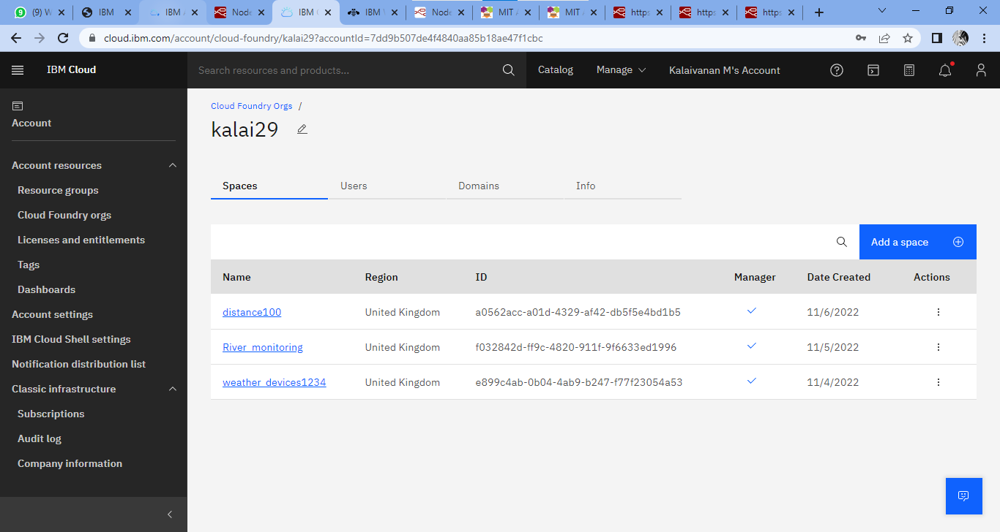 (9) W
IBM
IBM A
Node
IBM C
IBM W
Node
MIT A
MIT A
https
https
https
cloud.ibm.com/account/cloud-foundry/kalai29?accountId=7dd9b507de4f4840aa85b18ae47f1cbc
IBM Cloud
Search resources and products...
Catalog
Manage
Kalaivanan M's Account
Account
Account resources
Resource groups
Cloud Foundry orgs
Licenses and entitlements
Tags
Dashboards
Account settings
IBM Cloud Shell settings
Notification distribution list
Classic infrastructure
Subscriptions
Audit log
Company information
Cloud Foundry Orgs /
kalai29
Spaces Users Domains Info
Add a space
Name Region ID Manager Date Created Actions
distance100 United Kingdom a0562acc-a01d-4329-af42-db5f5e4bd1b5 11/6/2022
River_monitoring United Kingdom f032842d-ff9c-4820-911f-9f6633ed1996 11/5/2022
weather_devices1234 United Kingdom e899c4ab-0b04-4ab9-b247-f77f23054a53 11/4/2022